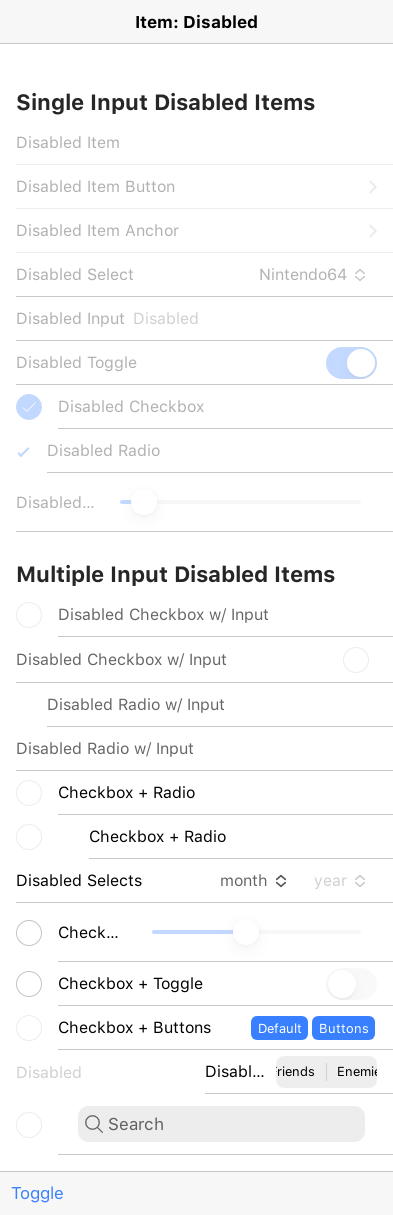 Item: Disabled
Single Input Disabled Items
Disabled Item
Disabled Item Button
Disabled Item Anchor
Disabled Select Nintendo64
Disabled Input Disabled
Disabled Toggle
Disabled Checkbox
Disabled Radio
Disabled...
Multiple Input Disabled Items
Disabled Checkbox w/ Input
Disabled Checkbox w/ Input
Disabled Radio w/ Input
Disabled Radio w/ Input
Checkbox + Radio
Checkbox + Radio
Disabled Selects month year
Check...
Checkbox + Toggle
Checkbox + Buttons Default Buttons
Disabled Disabl... Friends Enemie
Search
Toggle